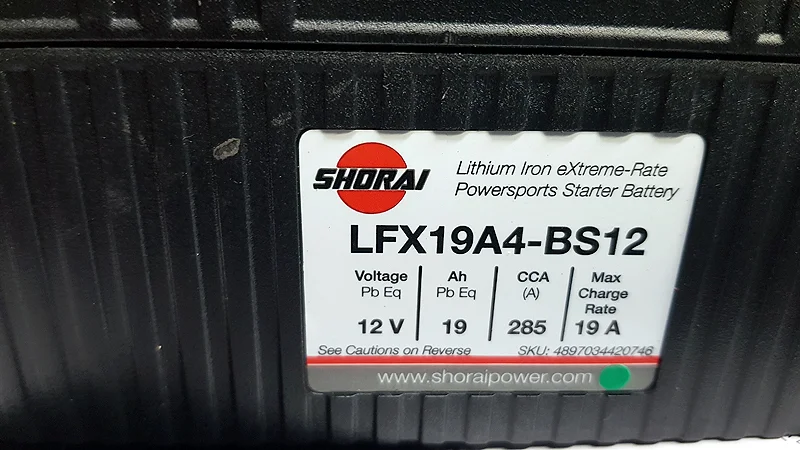 SHORAI
Lithium Iron eXtreme-Rate
Powersports Starter Battery
LFX19A4-BS12
Voltage Ah CCA Max
Pb Eq Pb Eq (A) Charge
Rate
12 V 19 285 19 A
See Cautions on Reverse SKU: 4897034420746
www.shoraipower.com